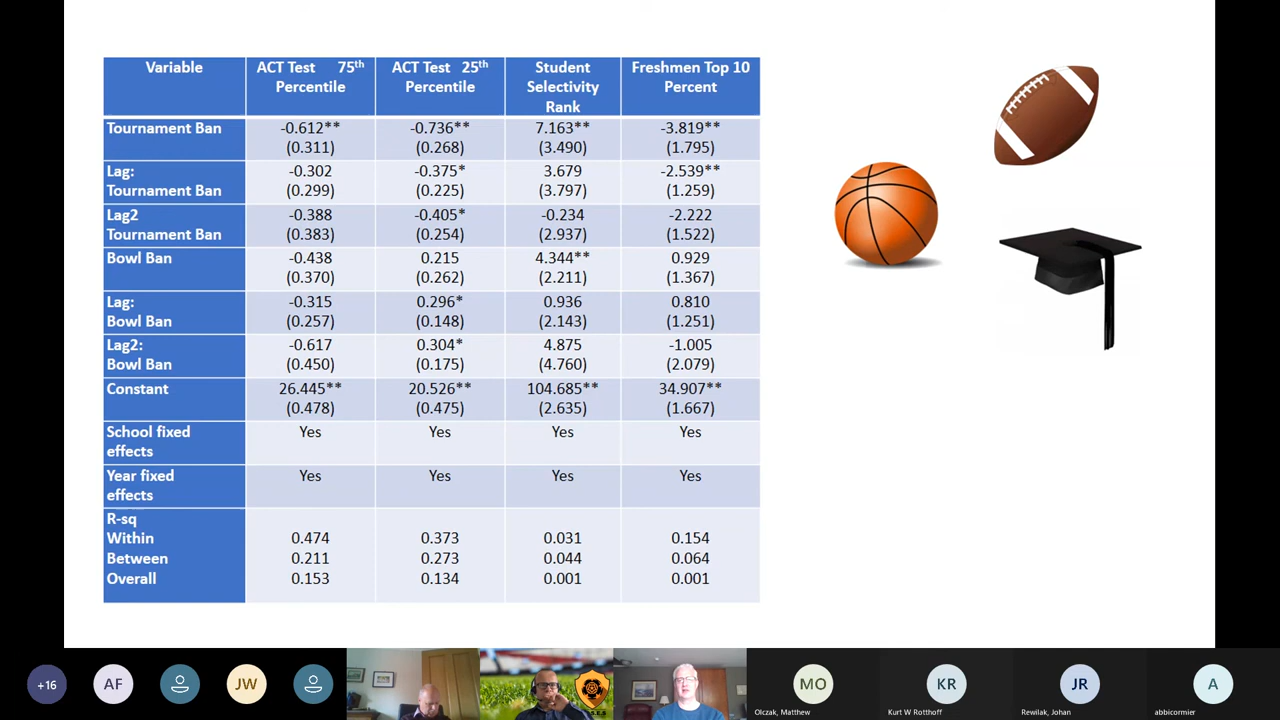 Variable
ACT Test 75th
Percentile
ACT Test 25th
Percentile
Student
Selectivity
Rank
Freshmen Top 10
Percent
Tournament Ban
-0.612**
(0.311)
-0.736**
(0.268)
7.163**
(3.490)
-3.819**
(1.795)
Lag:
Tournament Ban
-0.302
(0.299)
-0.375*
(0.225)
3.679
(3.797)
-2.539**
(1.259)
Lag2
Tournament Ban
-0.388
(0.383)
-0.405*
(0.254)
-0.234
(2.937)
-2.222
(1.522)
Bowl Ban
-0.438
(0.370)
0.215
(0.262)
4.344**
(2.211)
0.929
(1.367)
Lag:
Bowl Ban
-0.315
(0.257)
0.296*
(0.148)
0.936
(2.143)
0.810
(1.251)
Lag2:
Bowl Ban
-0.617
(0.450)
0.304*
(0.175)
4.875
(4.760)
-1.005
(2.079)
Constant
26.445**
(0.478)
20.526**
(0.475)
104.685**
(2.635)
34.907**
(1.667)
School fixed
effects
Yes
Yes
Yes
Yes
Year fixed
effects
Yes
Yes
Yes
Yes
R-sq
Within
0.474
0.373
0.031
0.154
Between
0.211
0.273
0.044
0.064
Overall
0.153
0.134
0.001
0.001
+16
AF
JW
MO
Olczak, Matthew
KR
Kurt W Rotthoff
JR
Rewilak, Johan
A
abbicormier